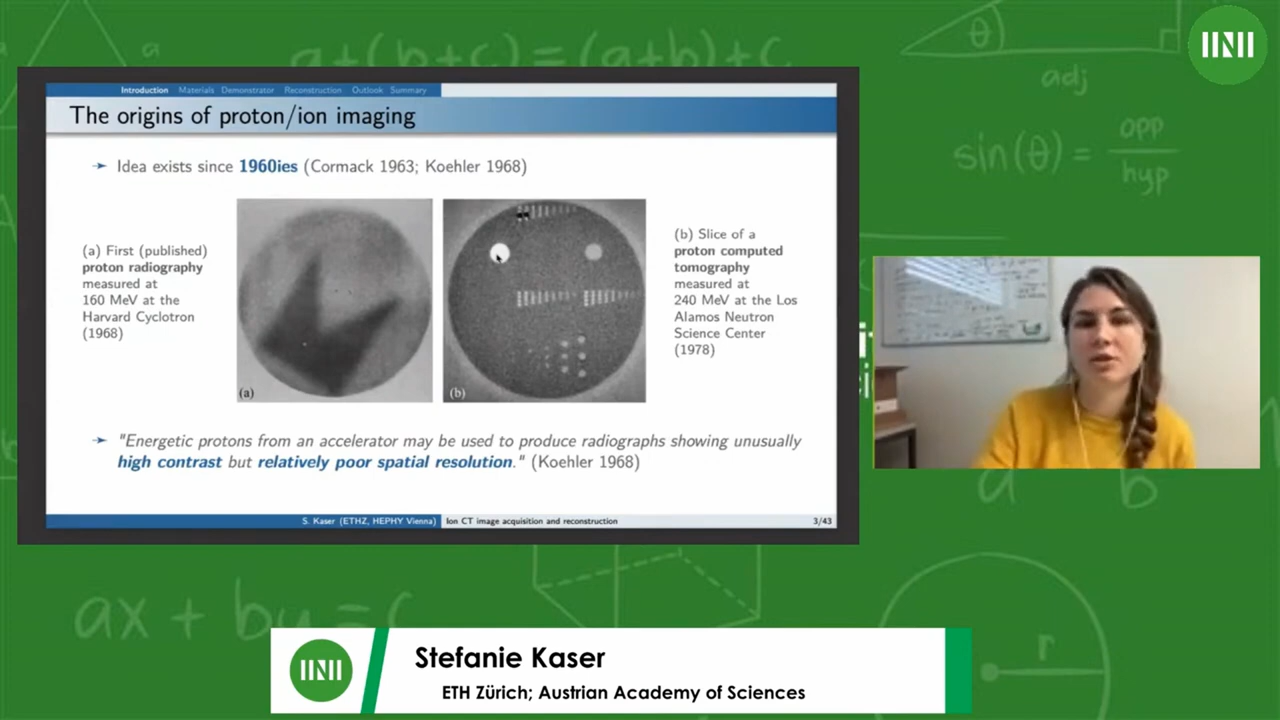 a+(b+c)=(a+b)+c
a
θ
adj
sin(θ) = opp
hyp
Introduction Materials Demonstrator Reconstruction Outlook Summary
The origins of proton/ion imaging
Idea exists since 1960ies (Cormack 1963; Koehler 1968)
(a) First (published)
proton radiography
measured at
160 MeV at the
Harvard Cyclotron
(1968)
(a)
(b)
(b) Slice of a
proton computed
tomography
measured at
240 MeV at the Los
Alamos Neutron
Science Center
(1978)
"Energetic protons from an accelerator may be used to produce radiographs showing unusually
high contrast but relatively poor spatial resolution." (Koehler 1968)
S. Kaser (ETHZ, HEPHY Vienna)
Ion CT image acquisition and reconstruction
3/43
a b
ax + by = c
r
Stefanie Kaser
ETH Zürich; Austrian Academy of Sciences